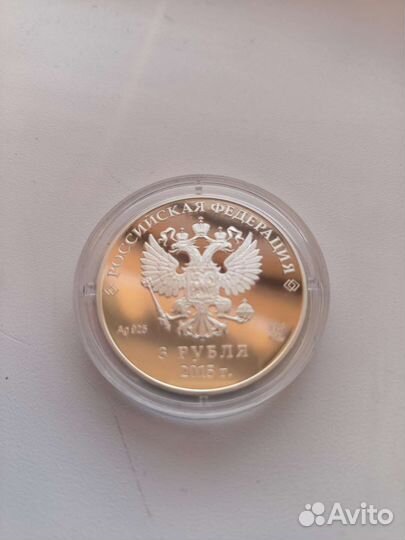 РОССИЙСКАЯ ФЕДЕРАЦИЯ
Ag 925
3 РУБЛЯ
2015 г.
Avito